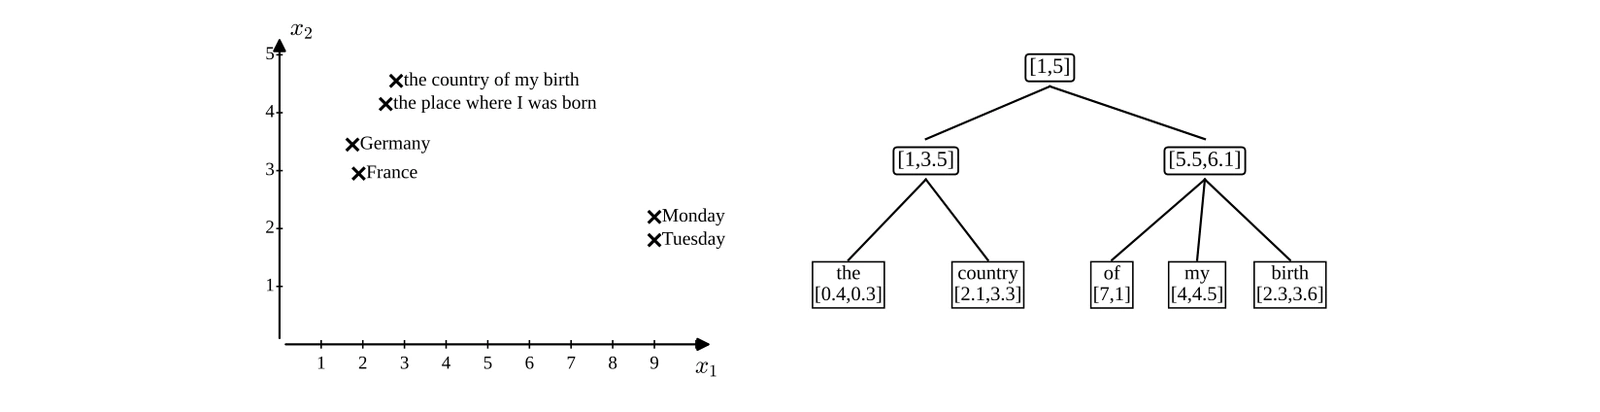 x₂
5
the country of my birth
the place where I was born
4
Germany
3
France
Monday
2
Tuesday
1
1 2 3 4 5 6 7 8 9
x₁
[1,5]
[1,3.5] [5.5,6.1]
the country of my birth
[0.4,0.3] [2.1,3.3] [7,1] [4,4.5] [2.3,3.6]